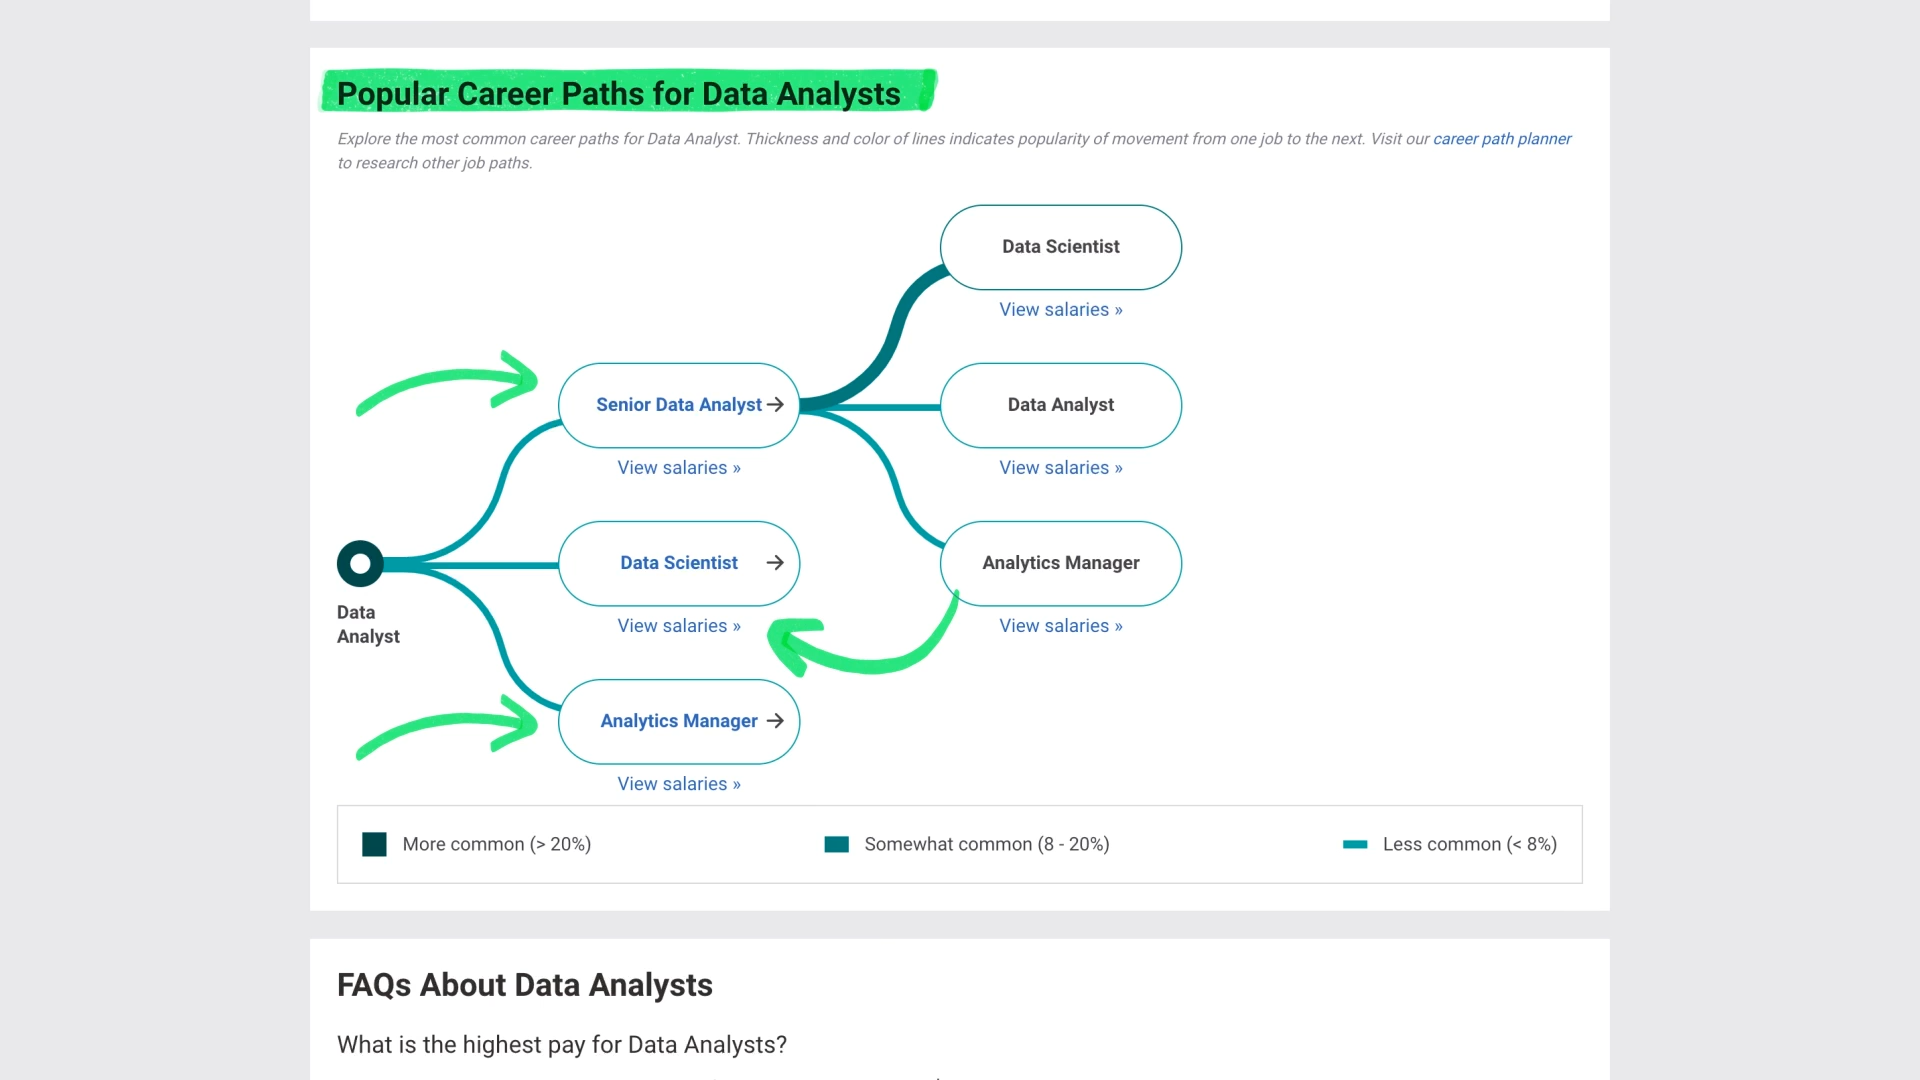 Popular Career Paths for Data Analysts
Explore the most common career paths for Data Analyst. Thickness and color of lines indicates popularity of movement from one job to the next. Visit our career path planner
to research other job paths.
Data Scientist
View salaries »
Senior Data Analyst
View salaries »
Data Analyst
View salaries »
Data Scientist
View salaries »
Analytics Manager
View salaries »
Data
Analyst
Analytics Manager
View salaries »
More common (> 20%)
Somewhat common (8 - 20%)
Less common (< 8%)
FAQs About Data Analysts
What is the highest pay for Data Analysts?